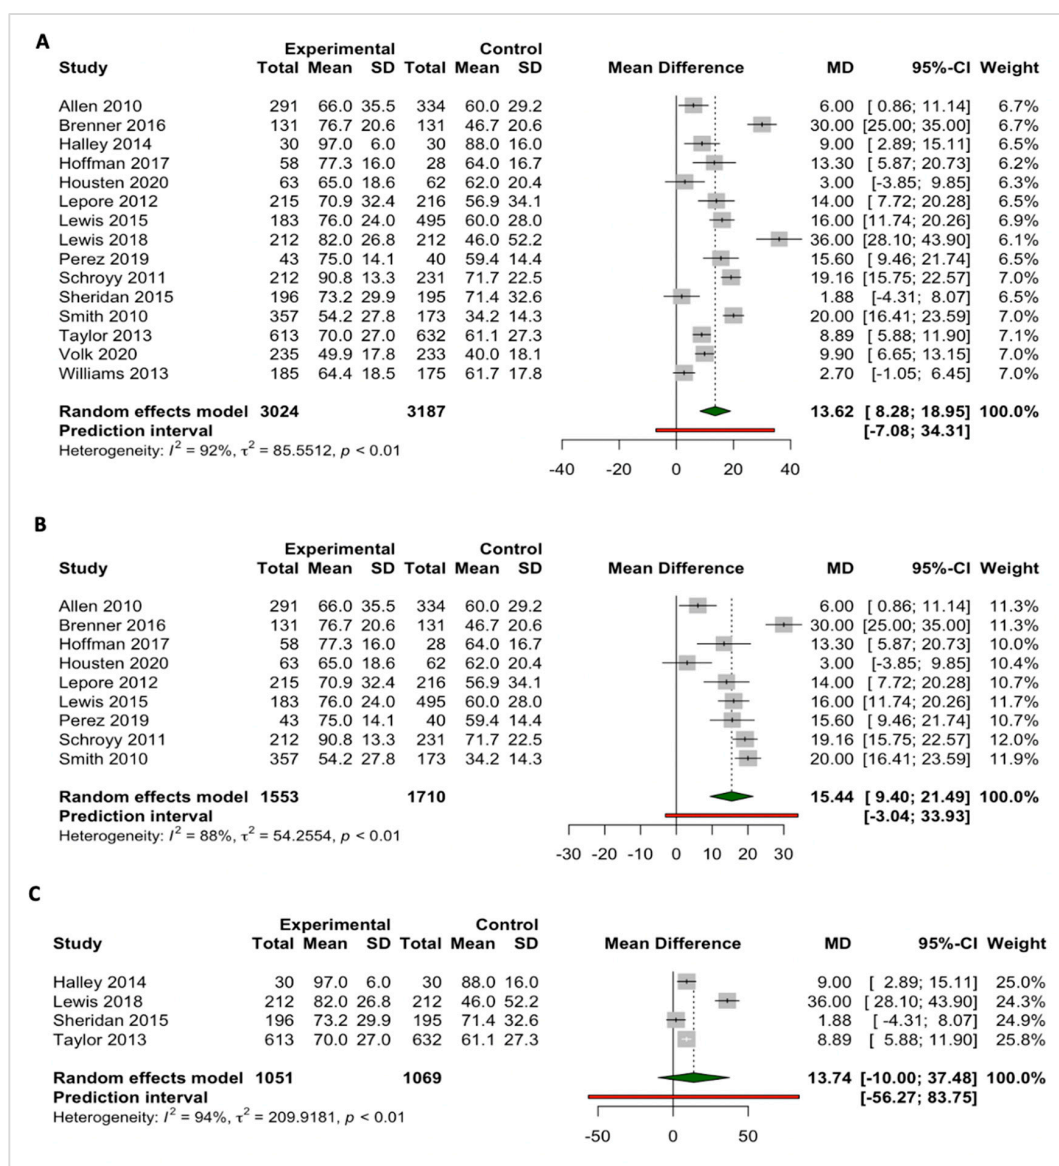 A
Experimental Control
Study Total Mean SD Total Mean SD Mean Difference MD 95%-CI Weight
Allen 2010 291 66.0 35.5 334 60.0 29.2 6.00 [ 0.86; 11.14] 6.7%
Brenner 2016 131 76.7 20.6 131 46.7 20.6 30.00 [25.00; 35.00] 6.7%
Halley 2014 30 97.0 6.0 30 88.0 16.0 9.00 [ 2.89; 15.11] 6.5%
Hoffman 2017 58 77.3 16.0 28 64.0 16.7 13.30 [ 5.87; 20.73] 6.2%
Housten 2020 63 65.0 18.6 62 62.0 20.4 3.00 [-3.85; 9.85] 6.3%
Lepore 2012 215 70.9 32.4 216 56.9 34.1 14.00 [ 7.72; 20.28] 6.5%
Lewis 2015 183 76.0 24.0 495 60.0 28.0 16.00 [11.74; 20.26] 6.9%
Lewis 2018 212 82.0 26.8 212 46.0 52.2 36.00 [28.10; 43.90] 6.1%
Perez 2019 43 75.0 14.1 40 59.4 14.4 15.60 [ 9.46; 21.74] 6.5%
Schroyy 2011 212 90.8 13.3 231 71.7 22.5 19.16 [15.75; 22.57] 7.0%
Sheridan 2015 196 73.2 29.9 195 71.4 32.6 1.88 [-4.31; 8.07] 6.5%
Smith 2010 357 54.2 27.8 173 34.2 14.3 20.00 [16.41; 23.59] 7.0%
Taylor 2013 613 70.0 27.0 632 61.1 27.3 8.89 [ 5.88; 11.90] 7.1%
Volk 2020 235 49.9 17.8 233 40.0 18.1 9.90 [ 6.65; 13.15] 7.0%
Williams 2013 185 64.4 18.5 175 61.7 17.8 2.70 [-1.05; 6.45] 7.0%
Random effects model 3024 3187 13.62 [ 8.28; 18.95] 100.0%
Prediction interval [-7.08; 34.31]
Heterogeneity: I² = 92%, τ² = 85.5512, p < 0.01
-40 -20 0 20 40
B
Experimental Control
Study Total Mean SD Total Mean SD Mean Difference MD 95%-CI Weight
Allen 2010 291 66.0 35.5 334 60.0 29.2 6.00 [ 0.86; 11.14] 11.3%
Brenner 2016 131 76.7 20.6 131 46.7 20.6 30.00 [25.00; 35.00] 11.3%
Hoffman 2017 58 77.3 16.0 28 64.0 16.7 13.30 [ 5.87; 20.73] 10.0%
Housten 2020 63 65.0 18.6 62 62.0 20.4 3.00 [-3.85; 9.85] 10.4%
Lepore 2012 215 70.9 32.4 216 56.9 34.1 14.00 [ 7.72; 20.28] 10.7%
Lewis 2015 183 76.0 24.0 495 60.0 28.0 16.00 [11.74; 20.26] 11.7%
Perez 2019 43 75.0 14.1 40 59.4 14.4 15.60 [ 9.46; 21.74] 10.7%
Schroyy 2011 212 90.8 13.3 231 71.7 22.5 19.16 [15.75; 22.57] 12.0%
Smith 2010 357 54.2 27.8 173 34.2 14.3 20.00 [16.41; 23.59] 11.9%
Random effects model 1553 1710 15.44 [ 9.40; 21.49] 100.0%
Prediction interval [-3.04; 33.93]
Heterogeneity: I² = 88%, τ² = 54.2554, p < 0.01
-30 -20 -10 0 10 20 30
C
Experimental Control
Study Total Mean SD Total Mean SD Mean Difference MD 95%-CI Weight
Halley 2014 30 97.0 6.0 30 88.0 16.0 9.00 [ 2.89; 15.11] 25.0%
Lewis 2018 212 82.0 26.8 212 46.0 52.2 36.00 [28.10; 43.90] 24.3%
Sheridan 2015 196 73.2 29.9 195 71.4 32.6 1.88 [ -4.31; 8.07] 24.9%
Taylor 2013 613 70.0 27.0 632 61.1 27.3 8.89 [ 5.88; 11.90] 25.8%
Random effects model 1051 1069 13.74 [-10.00; 37.48] 100.0%
Prediction interval [-56.27; 83.75]
Heterogeneity: I² = 94%, τ² = 209.9181, p < 0.01
-50 0 50